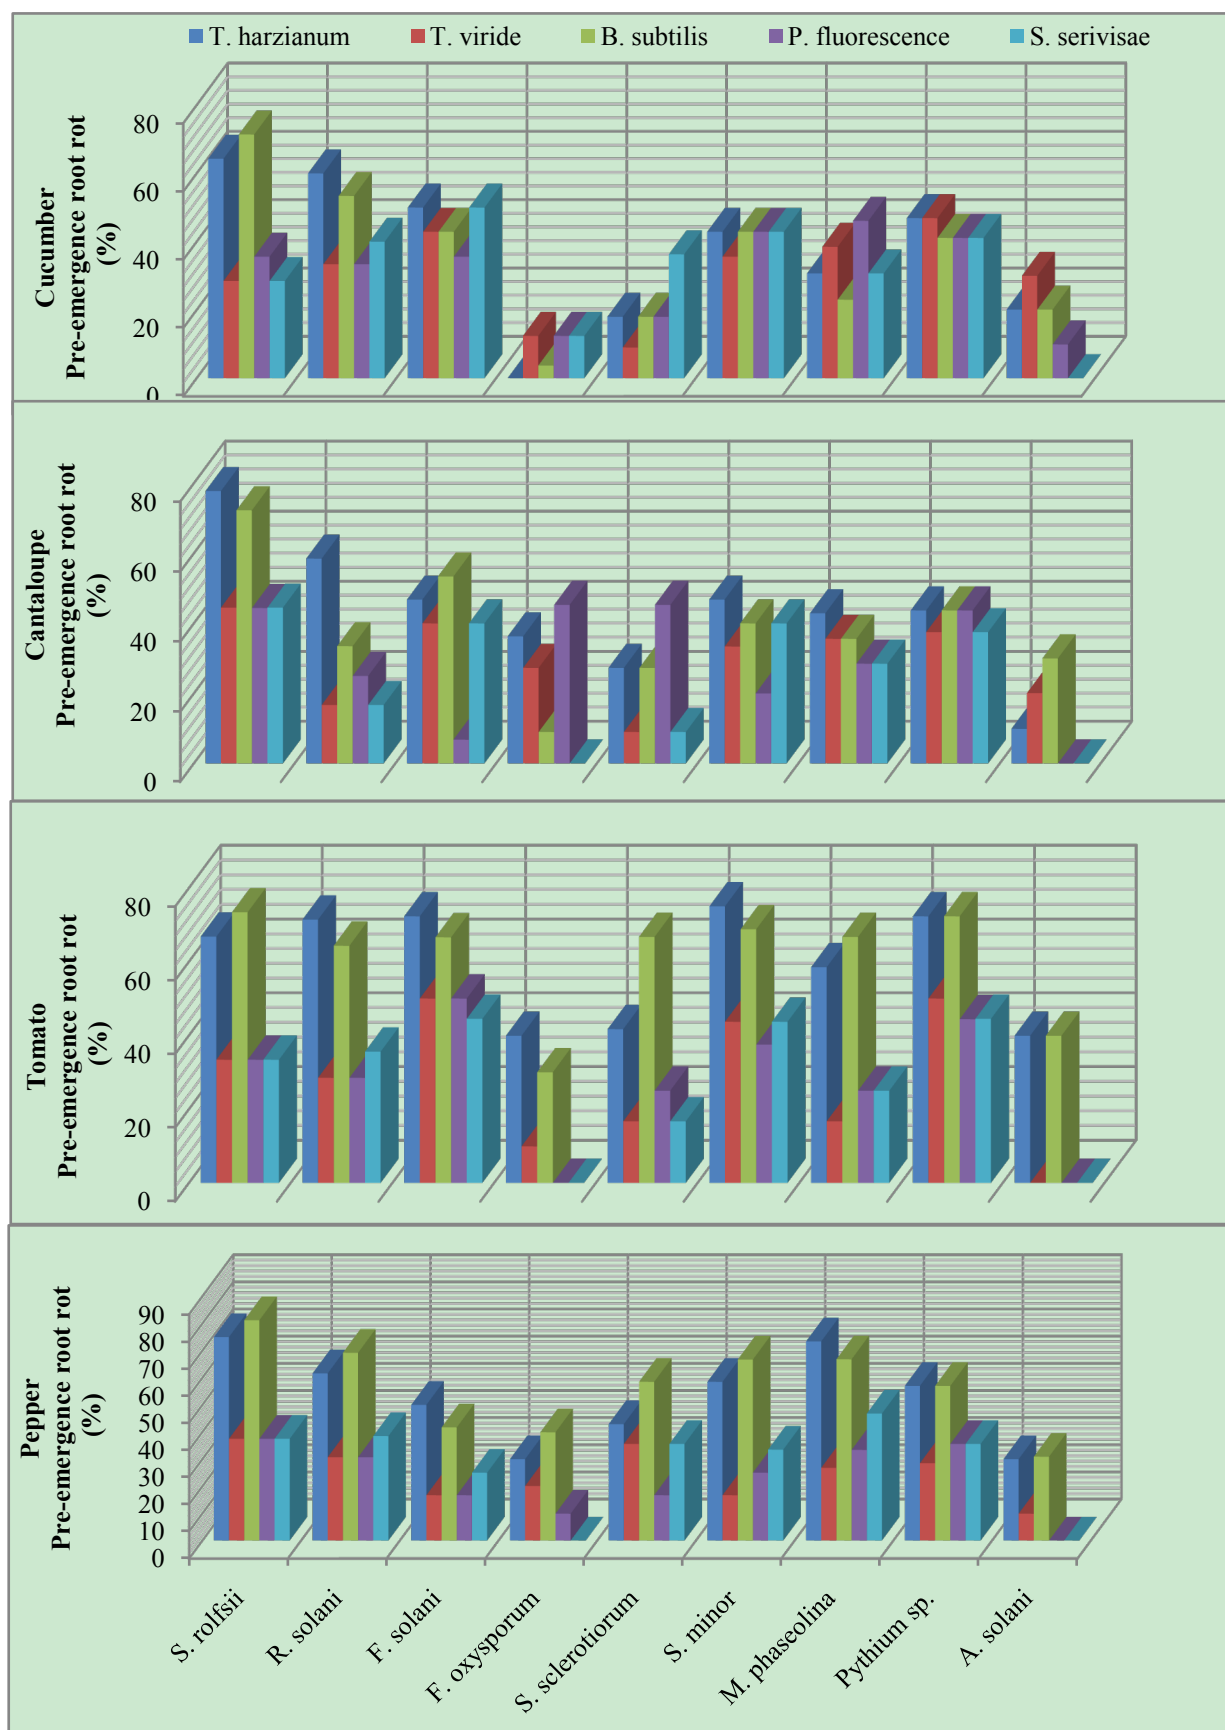 T. harzianum T. viride B. subtilis P. fluorescence S. serivisae
Cucumber
Pre-emergence root rot
(%)
80
60
40
20
0
Cantaloupe
Pre-emergence root rot
(%)
80
60
40
20
0
Tomato
Pre-emergence root rot
(%)
80
60
40
20
0
Pepper
Pre-emergence root rot
(%)
90
80
70
60
50
40
30
20
10
0
S. rolfsii
R. solani
F. solani
F. oxysporum
S. sclerotiorum
S. minor
M. phaseolina
Pythium sp.
A. solani